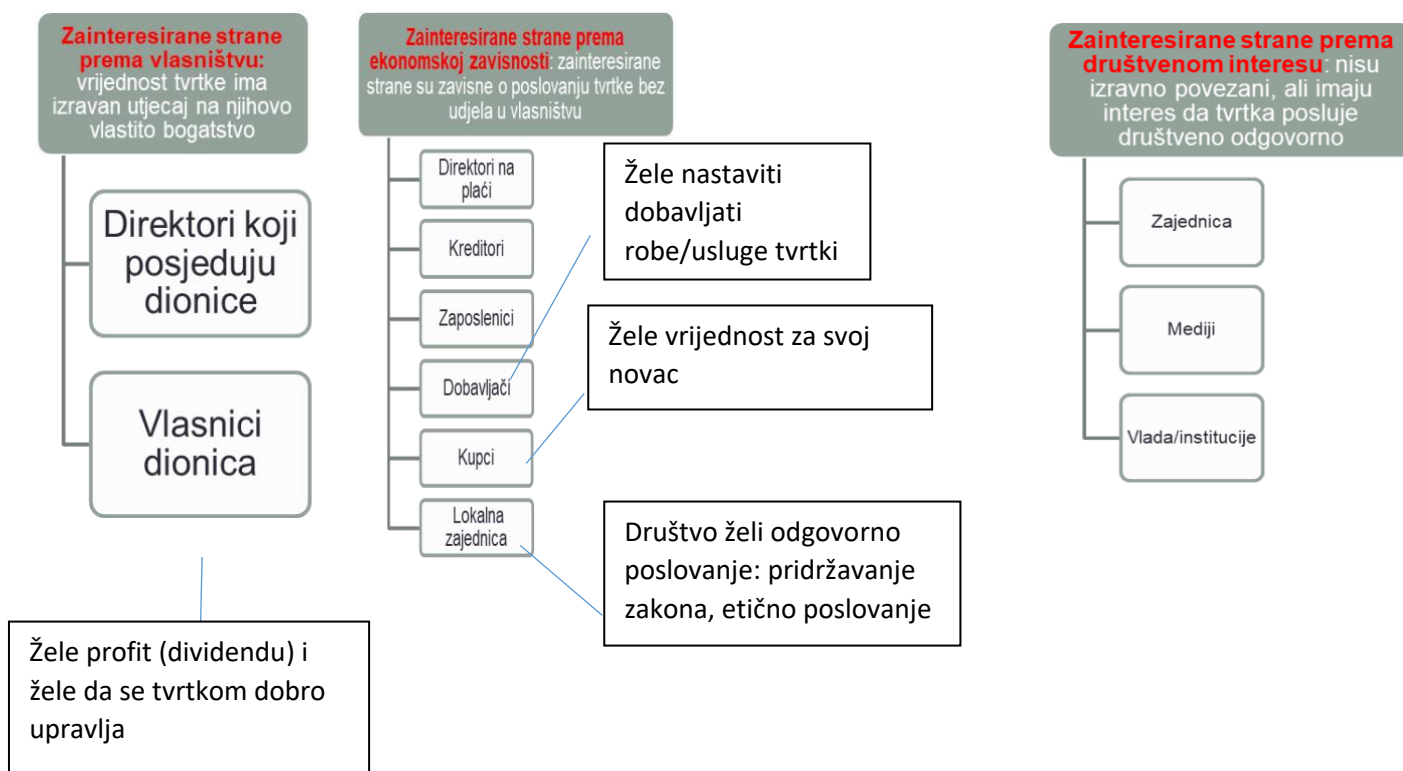 Zainteresirane strane
prema vlasništvu:
vrijednost tvrtke ima
izravan utjecaj na njihovo
vlastito bogatstvo
Direktori koji
posjeduju
dionice
Vlasnici
dionica
Žele profit (dividendu) i
žele da se tvrtkom dobro
upravlja
Zainteresirane strane prema
ekonomskoj zavisnosti: zainteresirane
strane su zavisne o poslovanju tvrtke bez
udjela u vlasništvu
Direktori na
plaći
Kreditori
Zaposlenici
Dobavljači
Kupci
Lokalna
zajednica
Žele nastaviti
dobavljati
robe/usluge tvrtki
Žele vrijednost za svoj
novac
Društvo želi odgovorno
poslovanje: pridržavanje
zakona, etično poslovanje
Zainteresirane strane prema
društvenom interesu: nisu
izravno povezani, ali imaju
interes da tvrtka posluje
društveno odgovorno
Zajednica
Mediji
Vlada/institucije